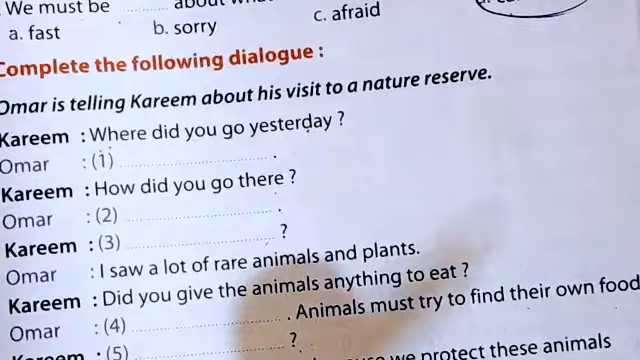 We must be ............ about
a. fast b. sorry c. afraid
Complete the following dialogue :
Omar is telling Kareem about his visit to a nature reserve.
Kareem : Where did you go yesterday ?
Omar : (1) ............ .
Kareem : How did you go there ?
Omar : (2) ............ .
Kareem : (3) ............ ?
Omar : I saw a lot of rare animals and plants.
Kareem : Did you give the animals anything to eat ?
Omar : (4) ............ . Animals must try to find their own food
Kareem : (5) ............ ?
we protect these animals